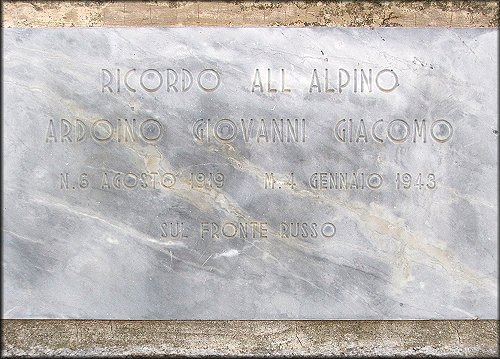 RICORDO ALL ALPINO
ARDOINO GIOVANNI GIACOMO
N. 6 AGOSTO 1919 M. 4 GENNAIO 1943
SUL FRONTE RUSSO